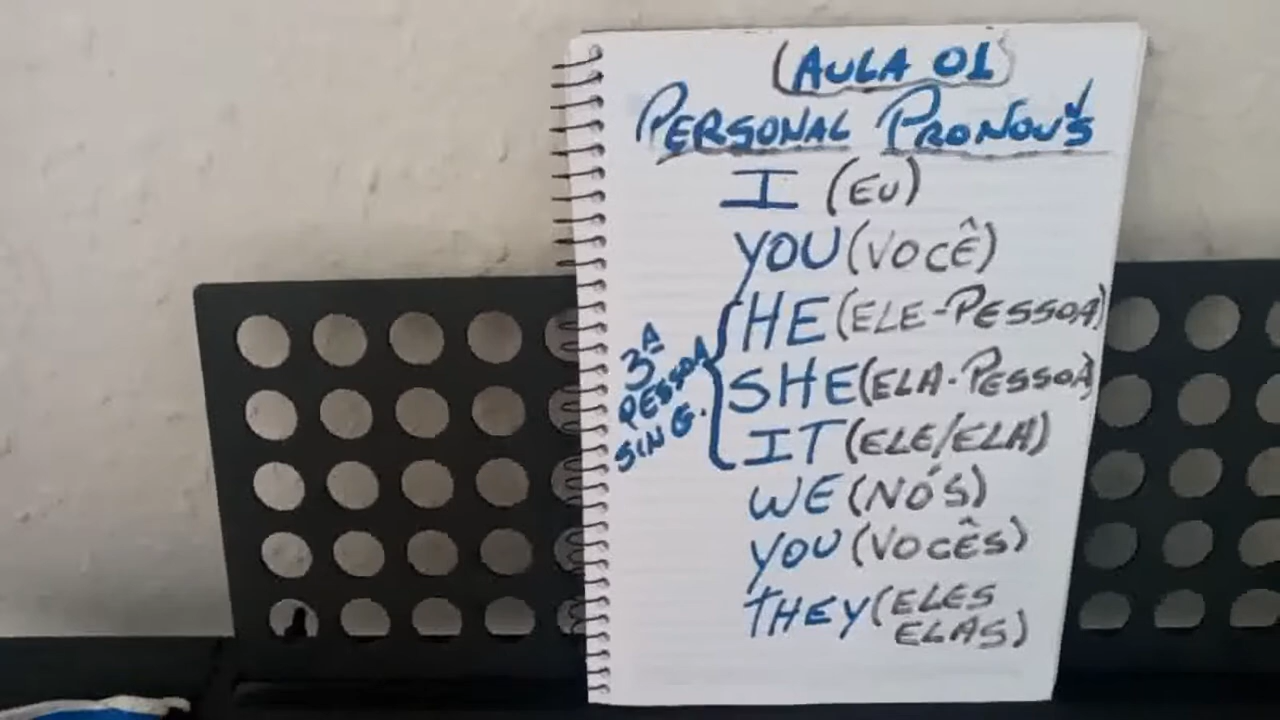 (AULA 01)
PERSONAL PRONOUNS
I (EU)
YOU (VOCÊ)
HE (ELE-PESSOA)
SHE (ELA-PESSOA)
IT (ELE/ELA)
3ª
PESSOA
SING.
WE (NÓS)
YOU (VOCÊS)
THEY (ELES
ELAS)